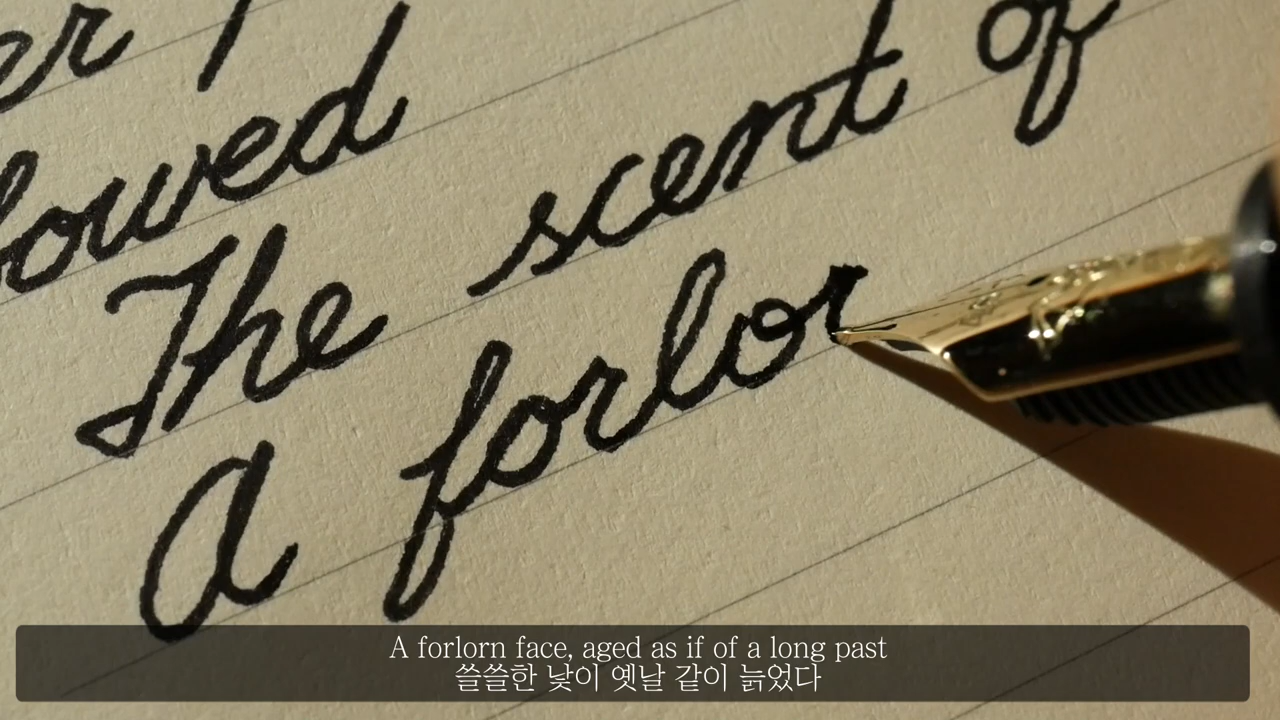 er I
lowed
The scent of
A forlor
A forlorn face, aged as if of a long past
쓸쓸한 낯이 옛날 같이 늙었다